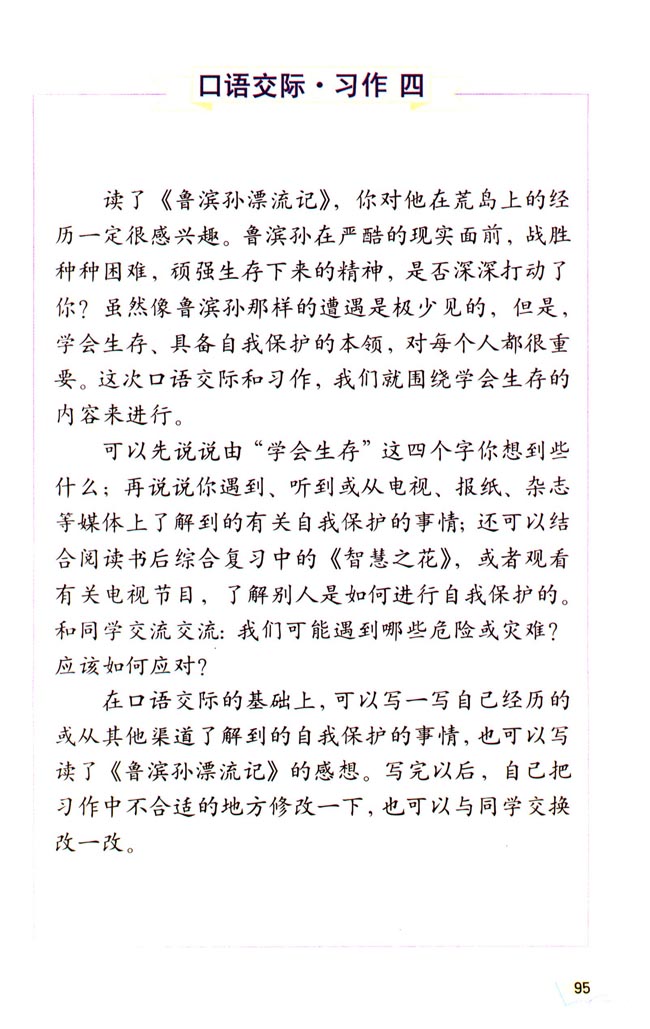 口语交际·习作 四
读了《鲁滨孙漂流记》，你对他在荒岛上的经
历一定很感兴趣。鲁滨孙在严酷的现实面前，战胜
种种困难，顽强生存下来的精神，是否深深打动了
你？虽然像鲁滨孙那样的遭遇是极少见的，但是，
学会生存、具备自我保护的本领，对每个人都很重
要。这次口语交际和习作，我们就围绕学会生存的
内容来进行。
可以先说说由“学会生存”这四个字你想到些
什么；再说说你遇到、听到或从电视、报纸、杂志
等媒体上了解到的有关自我保护的事情；还可以结
合阅读书后综合复习中的《智慧之花》，或者观看
有关电视节目，了解别人是如何进行自我保护的。
和同学交流交流：我们可能遇到哪些危险或灾难？
应该如何应对？
在口语交际的基础上，可以写一写自己经历的
或从其他渠道了解到的自我保护的事情，也可以写
读了《鲁滨孙漂流记》的感想。写完以后，自己把
习作中不合适的地方修改一下，也可以与同学交换
改一改。
95